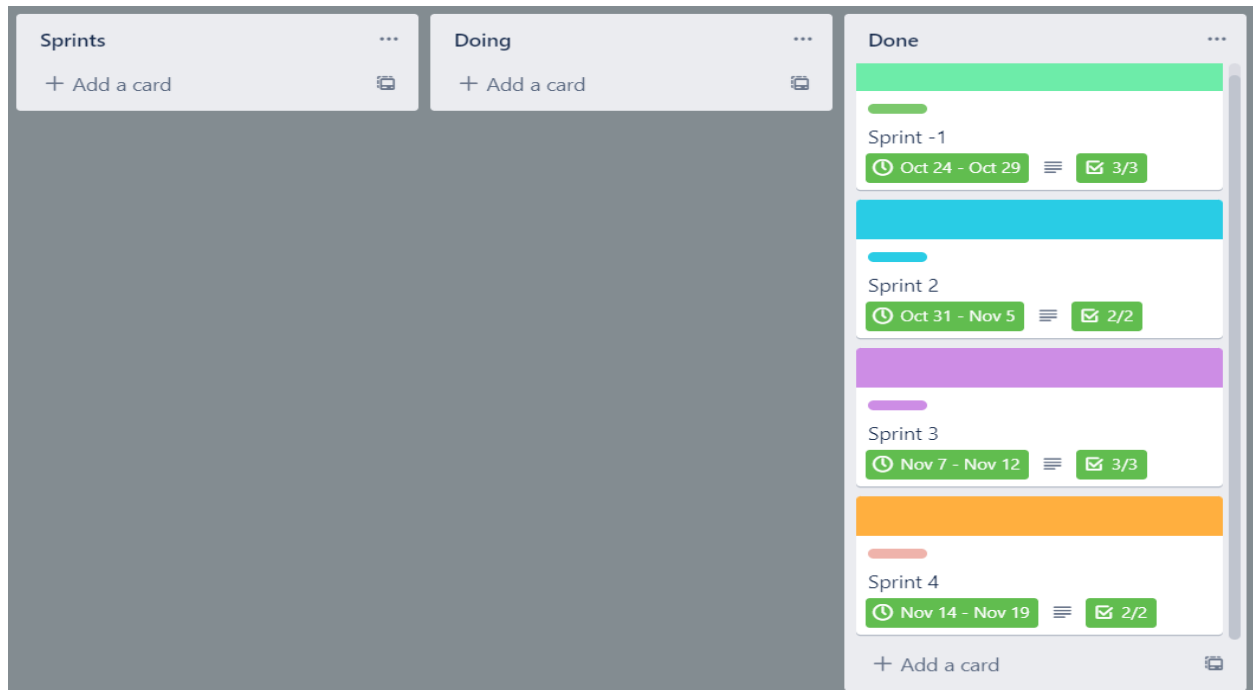 Sprints
Add a card
Doing
Add a card
Done
Sprint -1
Oct 24 - Oct 29 3/3
Sprint 2
Oct 31 - Nov 5 2/2
Sprint 3
Nov 7 - Nov 12 3/3
Sprint 4
Nov 14 - Nov 19 2/2
Add a card